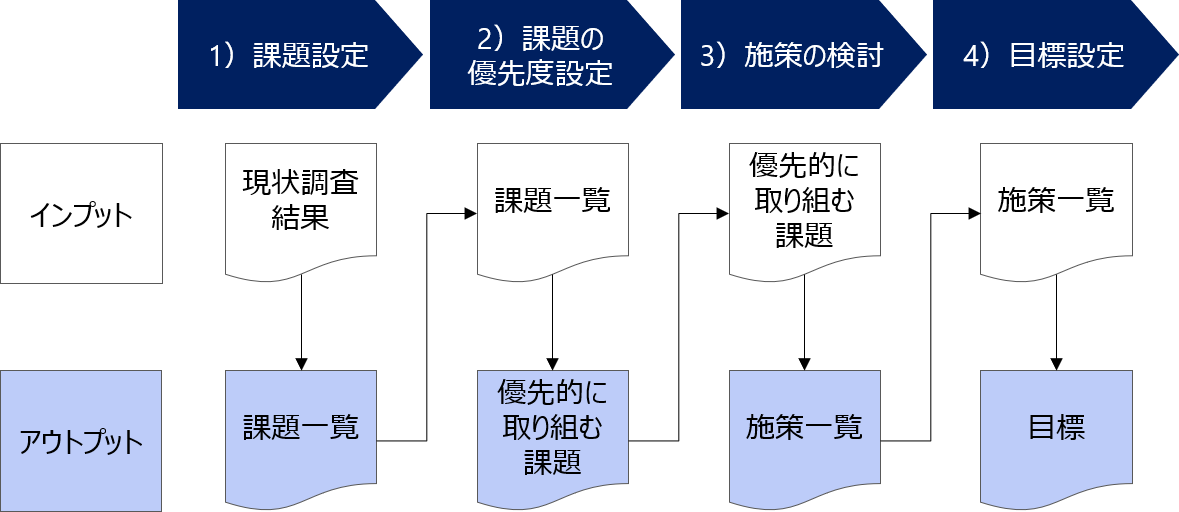 1）課題設定
2）課題の
優先度設定
3）施策の検討
4）目標設定
インプット
現状調査
結果
課題一覧
優先的に
取り組む
課題
施策一覧
アウトプット
課題一覧
優先的に
取り組む
課題
施策一覧
目標